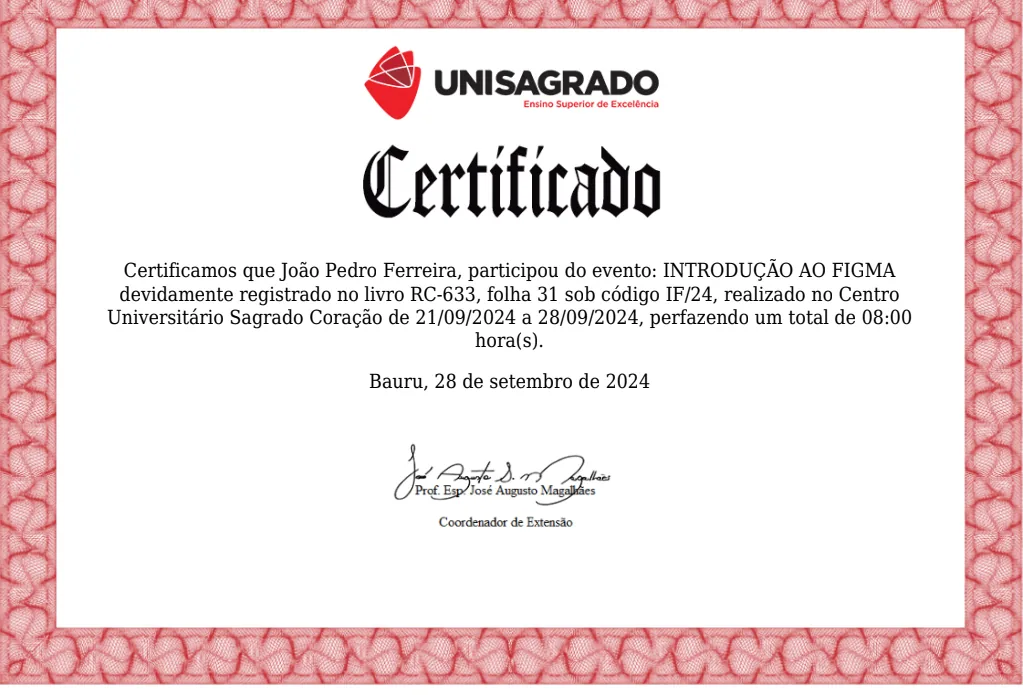 UNISAGRADO
Ensino Superior de Excelência
Certificado
Certificamos que João Pedro Ferreira, participou do evento: INTRODUÇÃO AO FIGMA
devidamente registrado no livro RC-633, folha 31 sob código IF/24, realizado no Centro
Universitário Sagrado Coração de 21/09/2024 a 28/09/2024, perfazendo um total de 08:00
hora(s).
Bauru, 28 de setembro de 2024
José Augusto S. M Magalhães
Prof. Esp. José Augusto Magalhães
Coordenador de Extensão